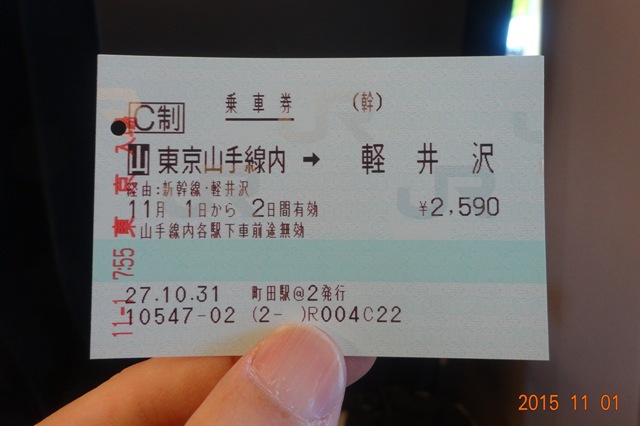 乗車券 (幹)
C制
山 東京山手線内 → 軽井沢
経由:新幹線・軽井沢
11月 1日から 2日間有効 ¥2,590
山手線内各駅下車前途無効
27.10.31 町田駅@2発行
10547-02 (2- )R004C22
11-1 7:55 東京 入場
2015 11 01